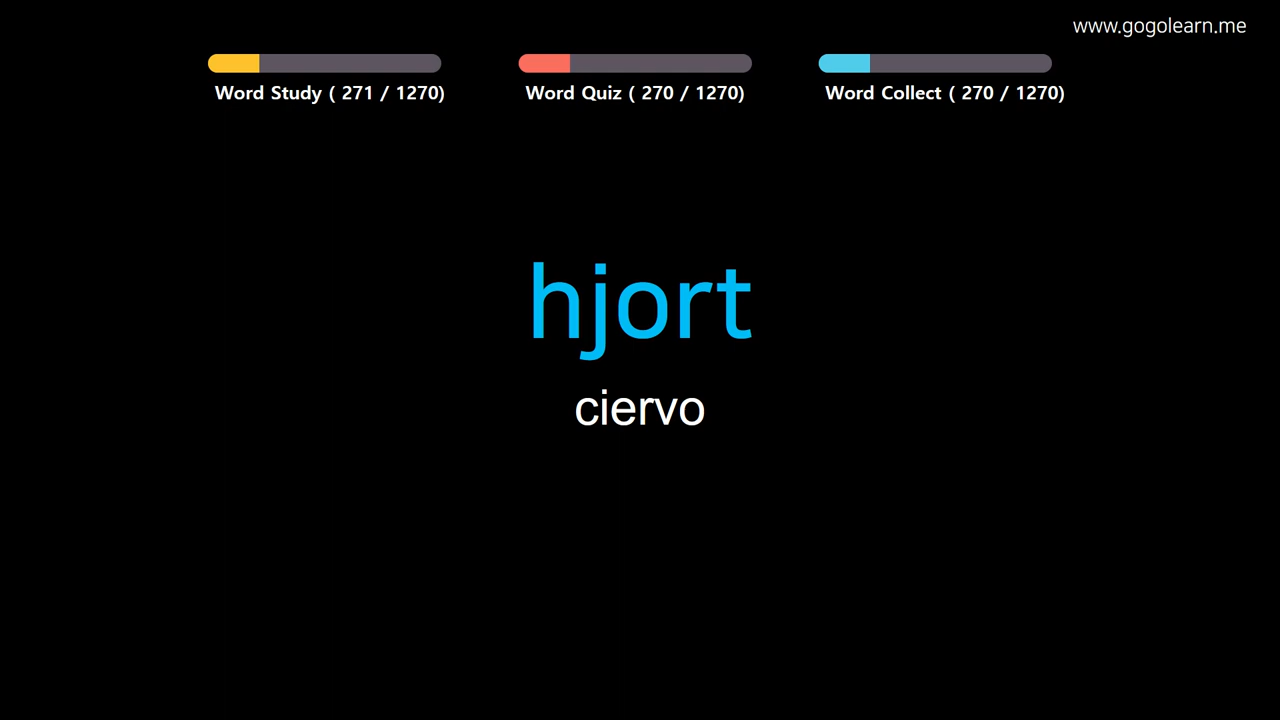 www.gogolearn.me
Word Study ( 271 / 1270)
Word Quiz ( 270 / 1270)
Word Collect ( 270 / 1270)
hjort
ciervo